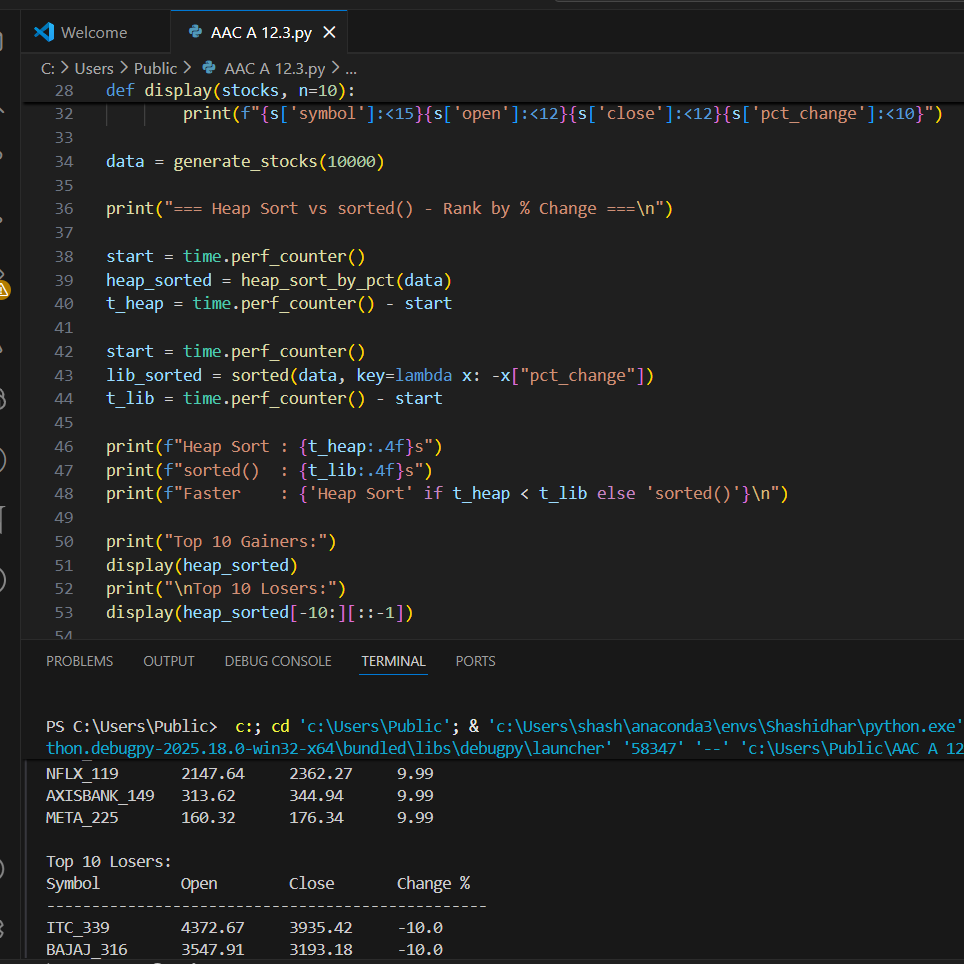 Welcome
AAC A 12.3.py
C: > Users > Public > AAC A 12.3.py > ...
28 def display(stocks, n=10):
32 print(f"{s['symbol']:<15}{s['open']:<12}{s['close']:<12}{s['pct_change']:<10}")
33
34 data = generate_stocks(10000)
35
36 print("=== Heap Sort vs sorted() - Rank by % Change ===\n")
37
38 start = time.perf_counter()
39 heap_sorted = heap_sort_by_pct(data)
40 t_heap = time.perf_counter() - start
41
42 start = time.perf_counter()
43 lib_sorted = sorted(data, key=lambda x: -x["pct_change"])
44 t_lib = time.perf_counter() - start
45
46 print(f"Heap Sort : {t_heap:.4f}s")
47 print(f"sorted()  : {t_lib:.4f}s")
48 print(f"Faster    : {'Heap Sort' if t_heap < t_lib else 'sorted()'}\n")
49
50 print("Top 10 Gainers:")
51 display(heap_sorted)
52 print("\nTop 10 Losers:")
53 display(heap_sorted[-10:][::-1])
54
PROBLEMS OUTPUT DEBUG CONSOLE TERMINAL PORTS
PS C:\Users\Public>  c:; cd 'c:\Users\Public'; & 'c:\Users\shash\anaconda3\envs\Shashidhar\python.exe'
thon.debugpy-2025.18.0-win32-x64\bundled\libs\debugpy\launcher' '58347' '--' 'c:\Users\Public\AAC A 12
NFLX_119 2147.64 2362.27 9.99
AXISBANK_149 313.62 344.94 9.99
META_225 160.32 176.34 9.99
Top 10 Losers:
Symbol Open Close Change %
-------------------------------------------------
ITC_339 4372.67 3935.42 -10.0
BAJAJ_316 3547.91 3193.18 -10.0